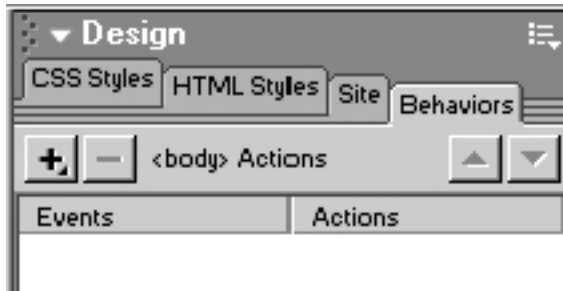 Design
CSS Styles HTML Styles Site Behaviors
<body> Actions
Events Actions